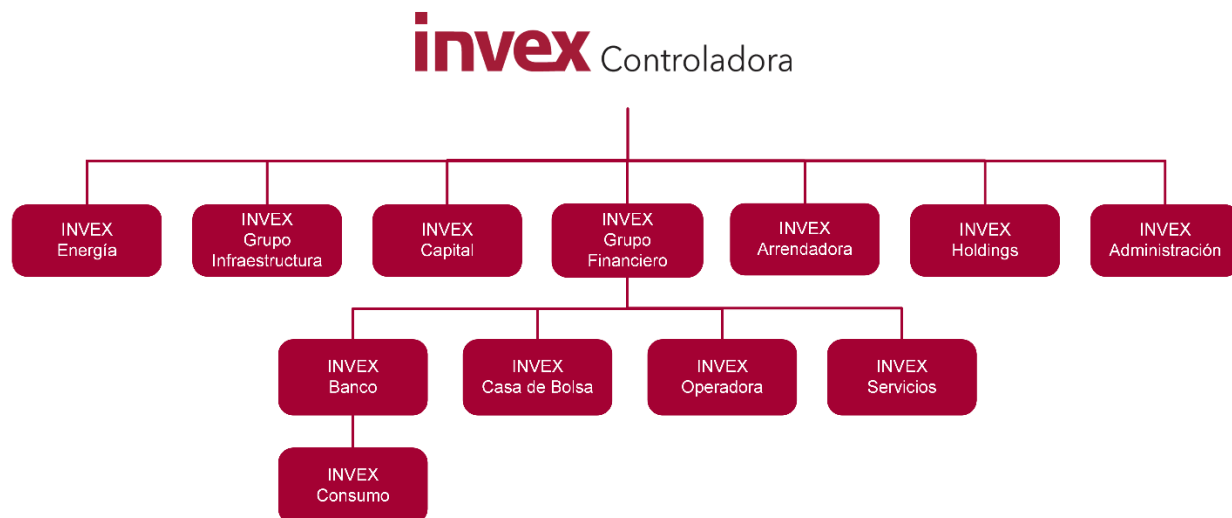 invex Controladora
INVEX
Energía
INVEX
Grupo
Infraestructura
INVEX
Capital
INVEX
Grupo
Financiero
INVEX
Arrendadora
INVEX
Holdings
INVEX
Administración
INVEX
Banco
INVEX
Casa de Bolsa
INVEX
Operadora
INVEX
Servicios
INVEX
Consumo